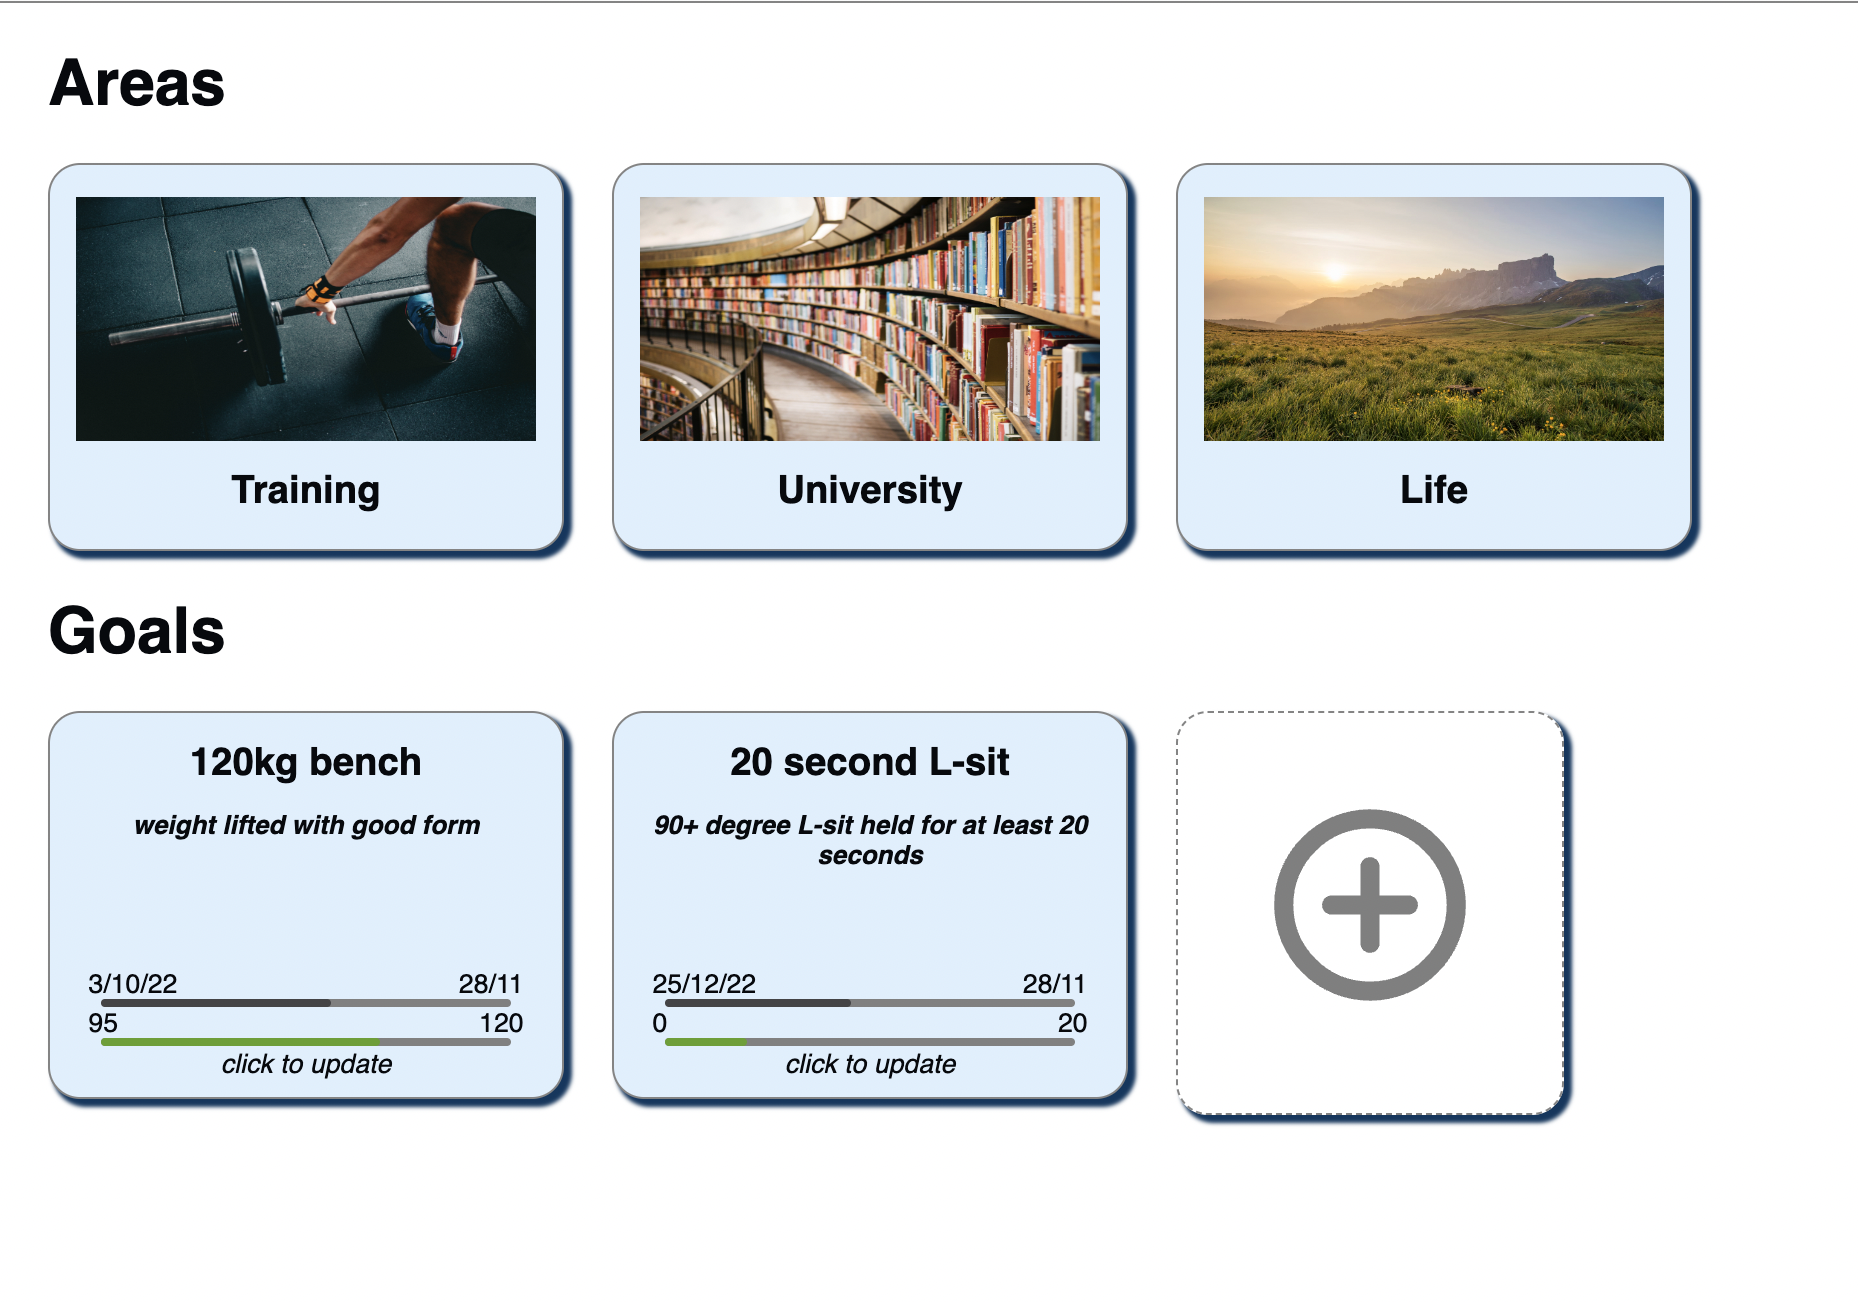 Areas
Training
University
Life
Goals
120kg bench
weight lifted with good form
3/10/22
28/11
95
120
click to update
20 second L-sit
90+ degree L-sit held for at least 20
seconds
25/12/22
28/11
0
20
click to update